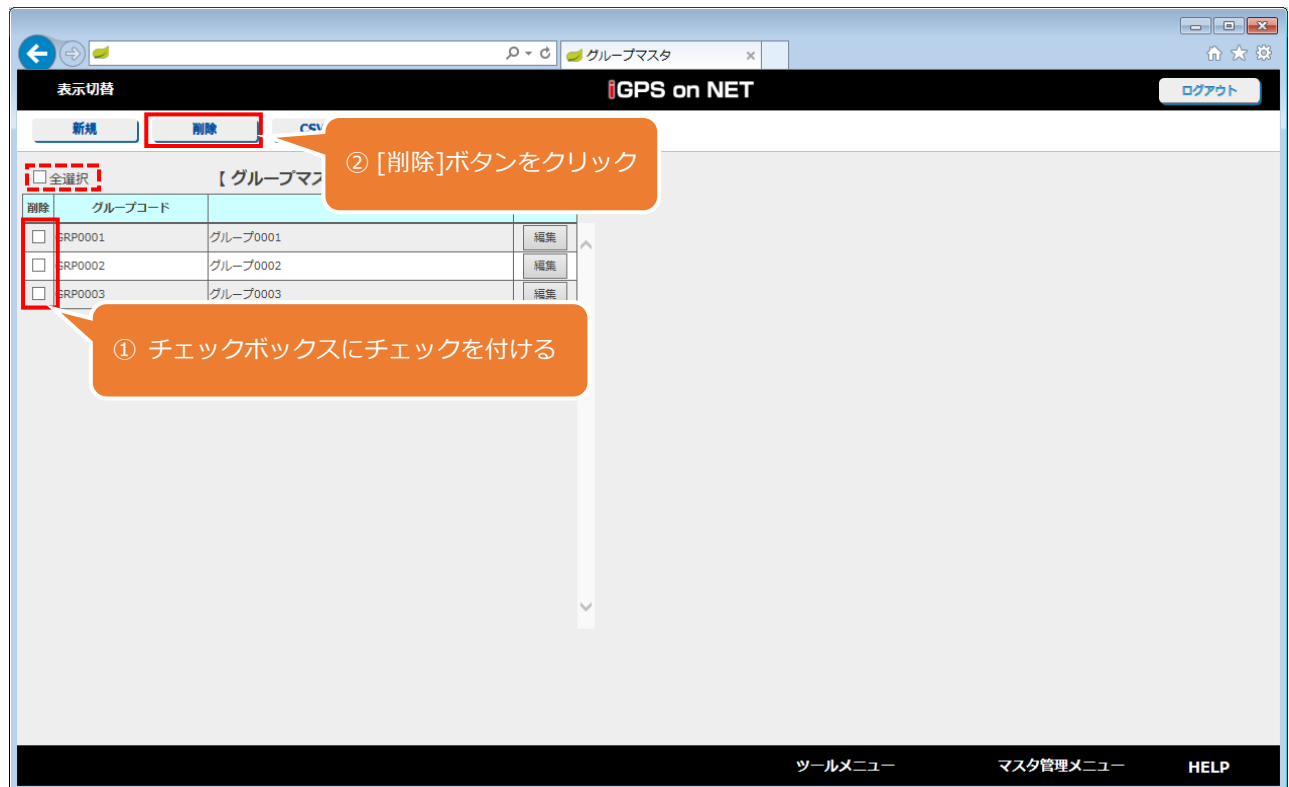 グループマスタ
表示切替
iGPS on NET
ログアウト
新規
削除
② [削除]ボタンをクリック
全選択
【 グループマ
削除
グループコード
GRP0001
グループ0001
編集
GRP0002
グループ0002
編集
GRP0003
グループ0003
編集
① チェックボックスにチェックを付ける
ツールメニュー
マスタ管理メニュー
HELP